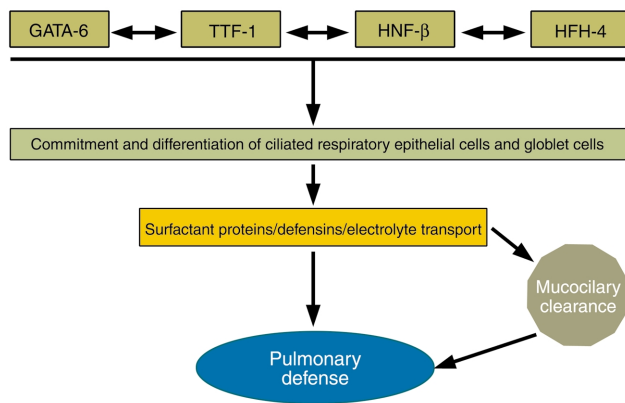 GATA-6 TTF-1 HNF-β HFH-4
Commitment and differentiation of ciliated respiratory epithelial cells and globlet cells
Surfactant proteins/defensins/electrolyte transport
Mucocilary
clearance
Pulmonary
defense